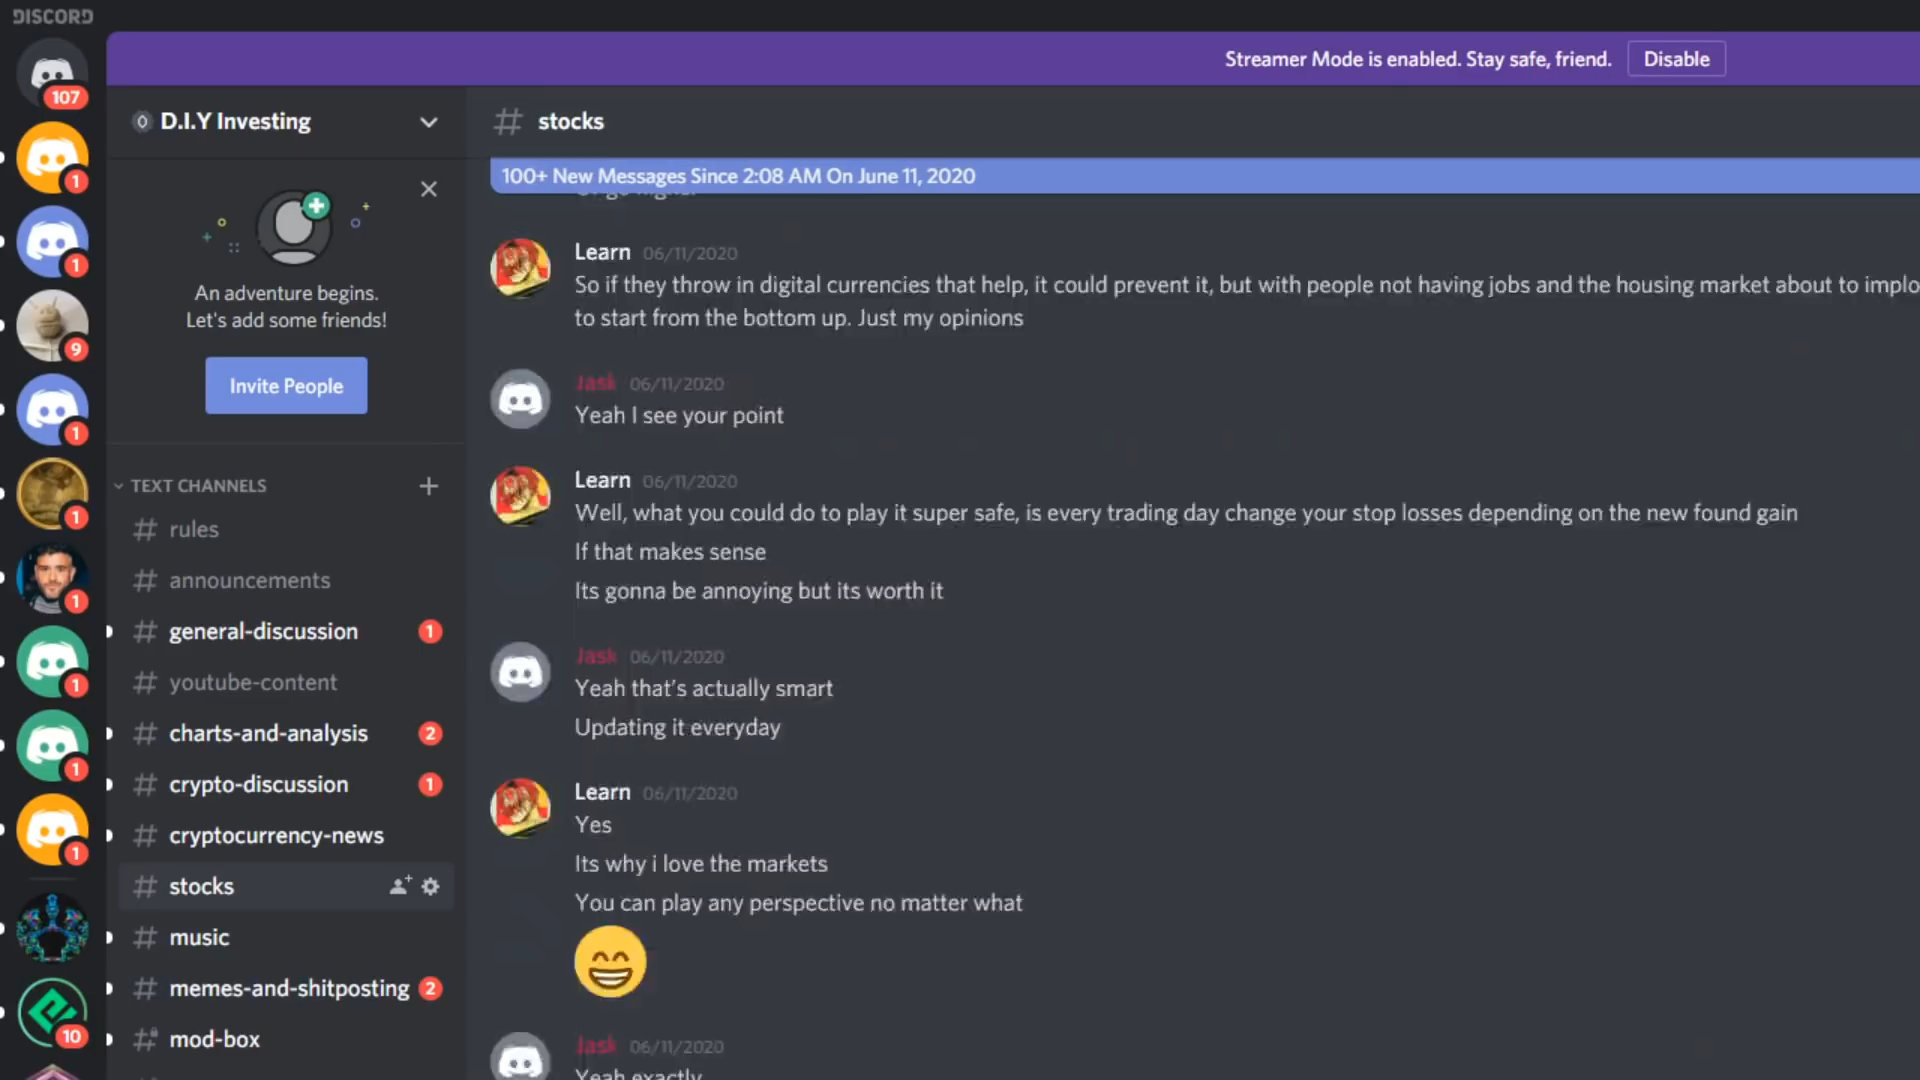 DISCORD
Streamer Mode is enabled. Stay safe, friend.
Disable
107
1
1
9
1
1
1
1
1
1
10
D.I.Y Investing
An adventure begins.
Let's add some friends!
Invite People
TEXT CHANNELS
# rules
# announcements
# general-discussion 1
# youtube-content
# charts-and-analysis 2
# crypto-discussion 1
# cryptocurrency-news
# stocks
# music
# memes-and-shitposting 2
# mod-box
# stocks
100+ New Messages Since 2:08 AM On June 11, 2020
Learn 06/11/2020
So if they throw in digital currencies that help, it could prevent it, but with people not having jobs and the housing market about to implo
to start from the bottom up. Just my opinions
Jask 06/11/2020
Yeah I see your point
Learn 06/11/2020
Well, what you could do to play it super safe, is every trading day change your stop losses depending on the new found gain
If that makes sense
Its gonna be annoying but its worth it
Jask 06/11/2020
Yeah that's actually smart
Updating it everyday
Learn 06/11/2020
Yes
Its why i love the markets
You can play any perspective no matter what
Jask 06/11/2020
Yeah exactly